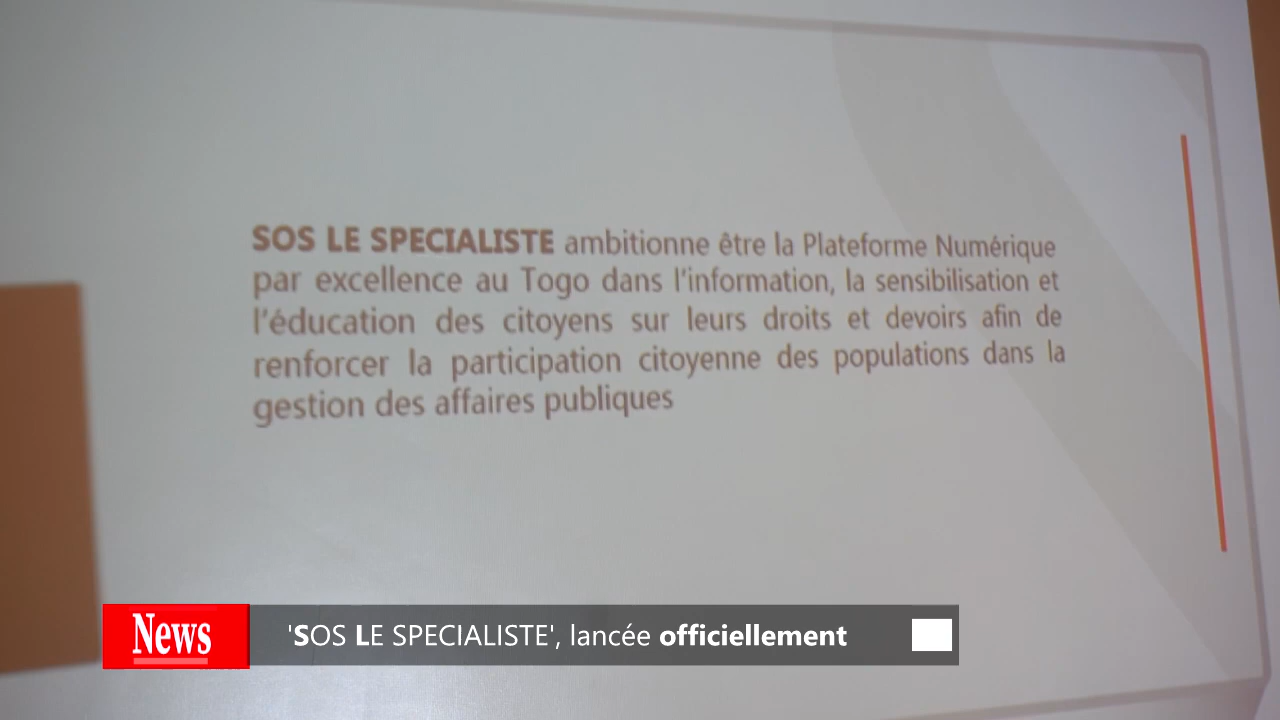 SOS LE SPECIALISTE ambitionne être la Plateforme Numérique
par excellence au Togo dans l'information, la sensibilisation et
l'éducation des citoyens sur leurs droits et devoirs afin de
renforcer la participation citoyenne des populations dans la
gestion des affaires publiques
News
'SOS LE SPECIALISTE', lancée officiellement